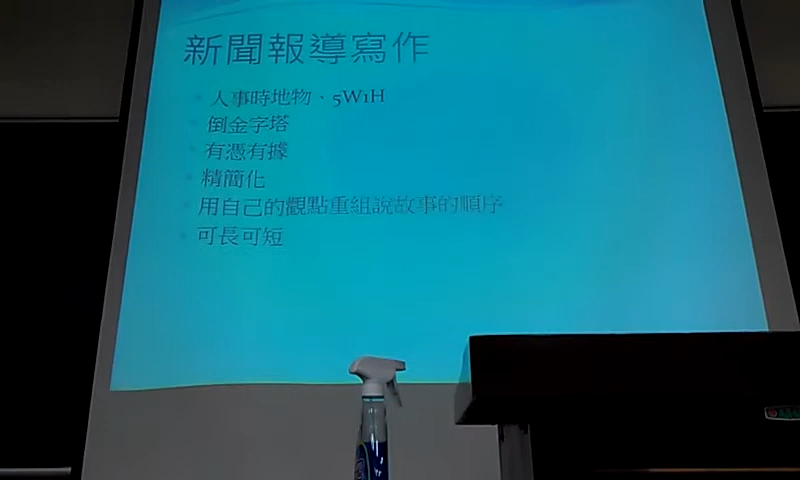 新聞報導寫作
人事時地物、5W1H
倒金字塔
有憑有據
精簡化
用自己的觀點重組說故事的順序
可長可短